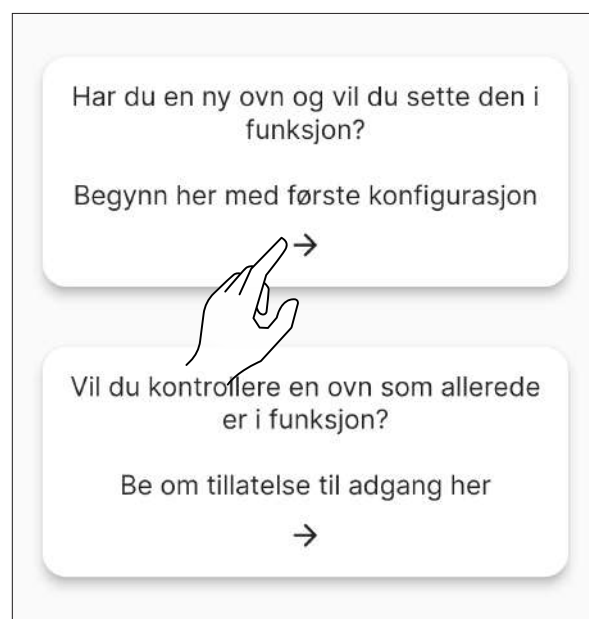 Har du en ny ovn og vil du sette den i
funksjon?
Begynn her med første konfigurasjon
Vil du kontrollere en ovn som allerede
er i funksjon?
Be om tillatelse til adgang her